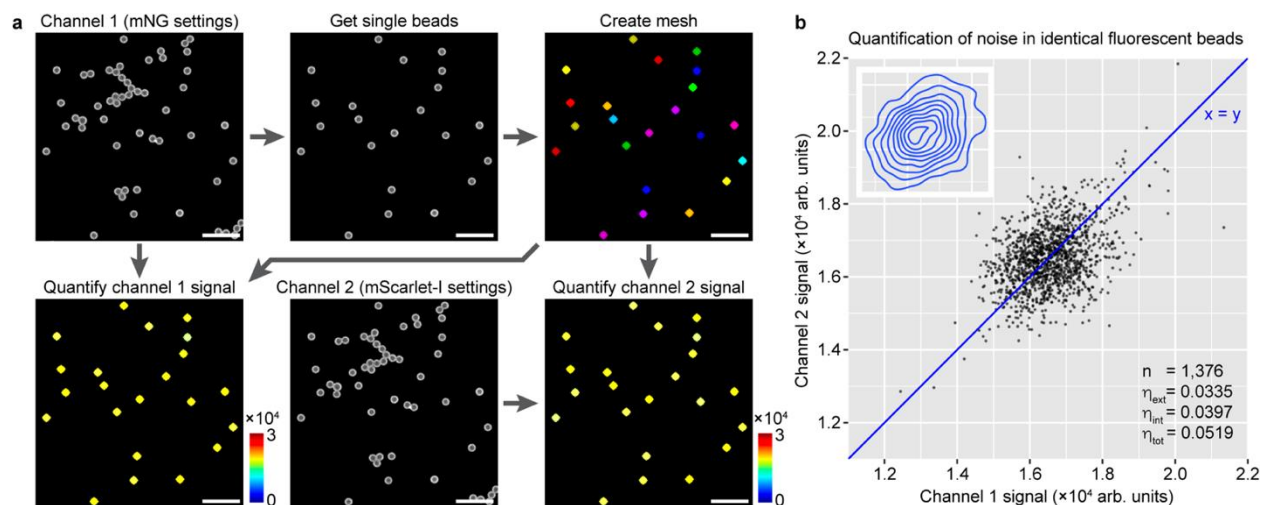 a
Channel 1 (mNG settings)
Get single beads
Create mesh
Quantify channel 1 signal
Channel 2 (mScarlet-I settings)
Quantify channel 2 signal
×10⁴
3
0
×10⁴
3
0
b
Quantification of noise in identical fluorescent beads
2.2
2.0
1.8
1.6
1.4
1.2
Channel 2 signal (×10⁴ arb. units)
x = y
n = 1,376
ηext = 0.0335
ηint = 0.0397
ηtot = 0.0519
1.2 1.4 1.6 1.8 2.0 2.2
Channel 1 signal (×10⁴ arb. units)